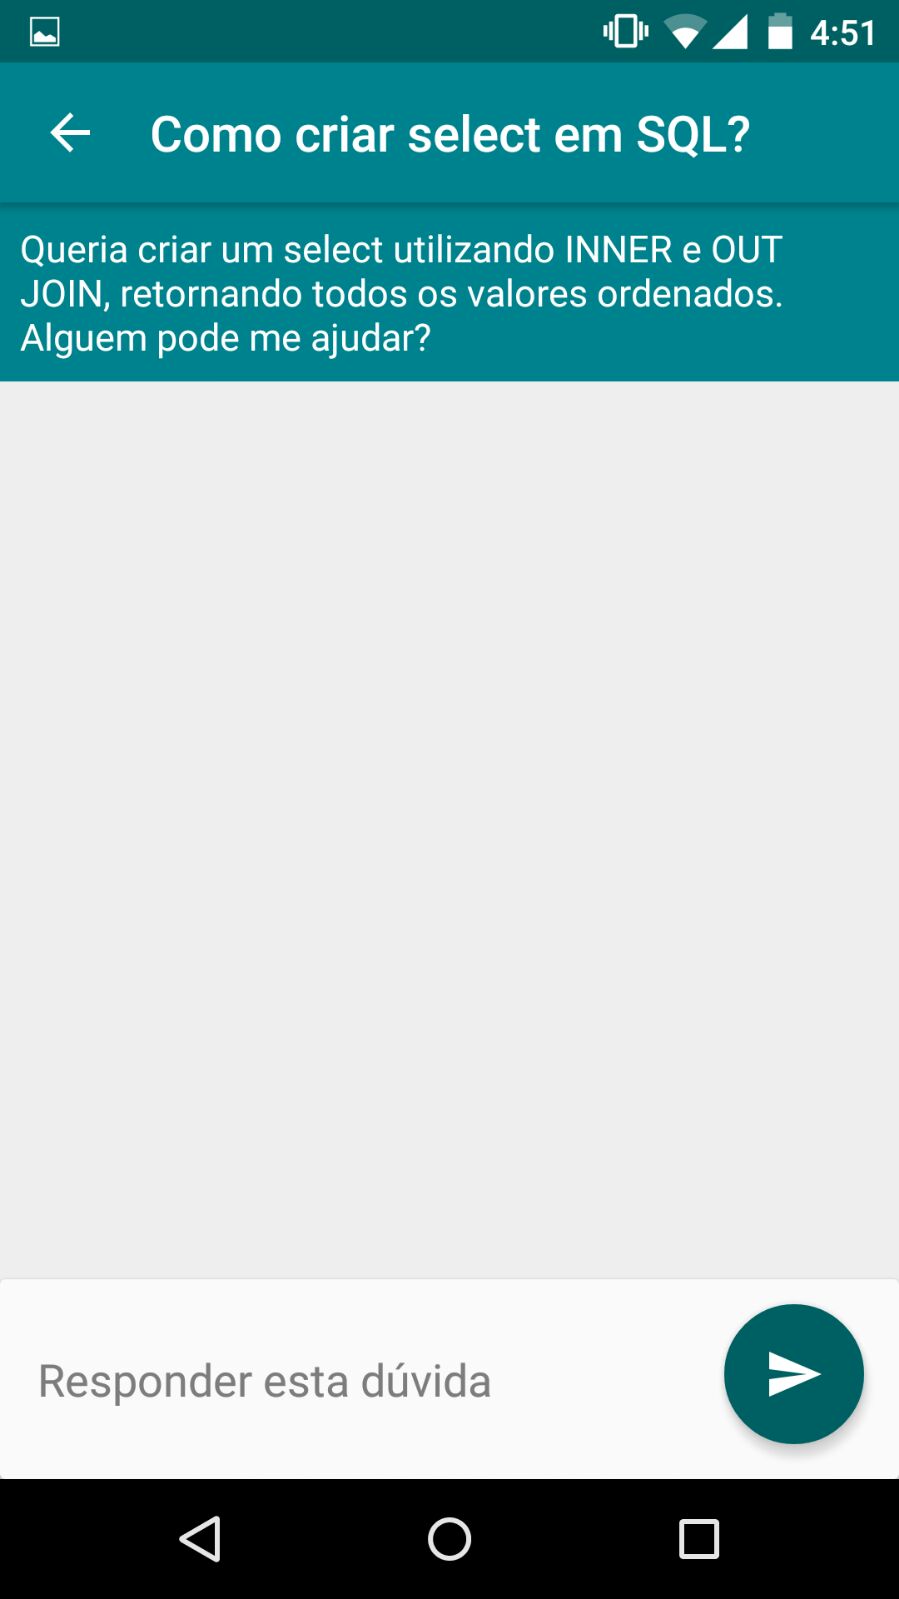 4:51
Como criar select em SQL?
Queria criar um select utilizando INNER e OUT
JOIN, retornando todos os valores ordenados.
Alguem pode me ajudar?
Responder esta dúvida